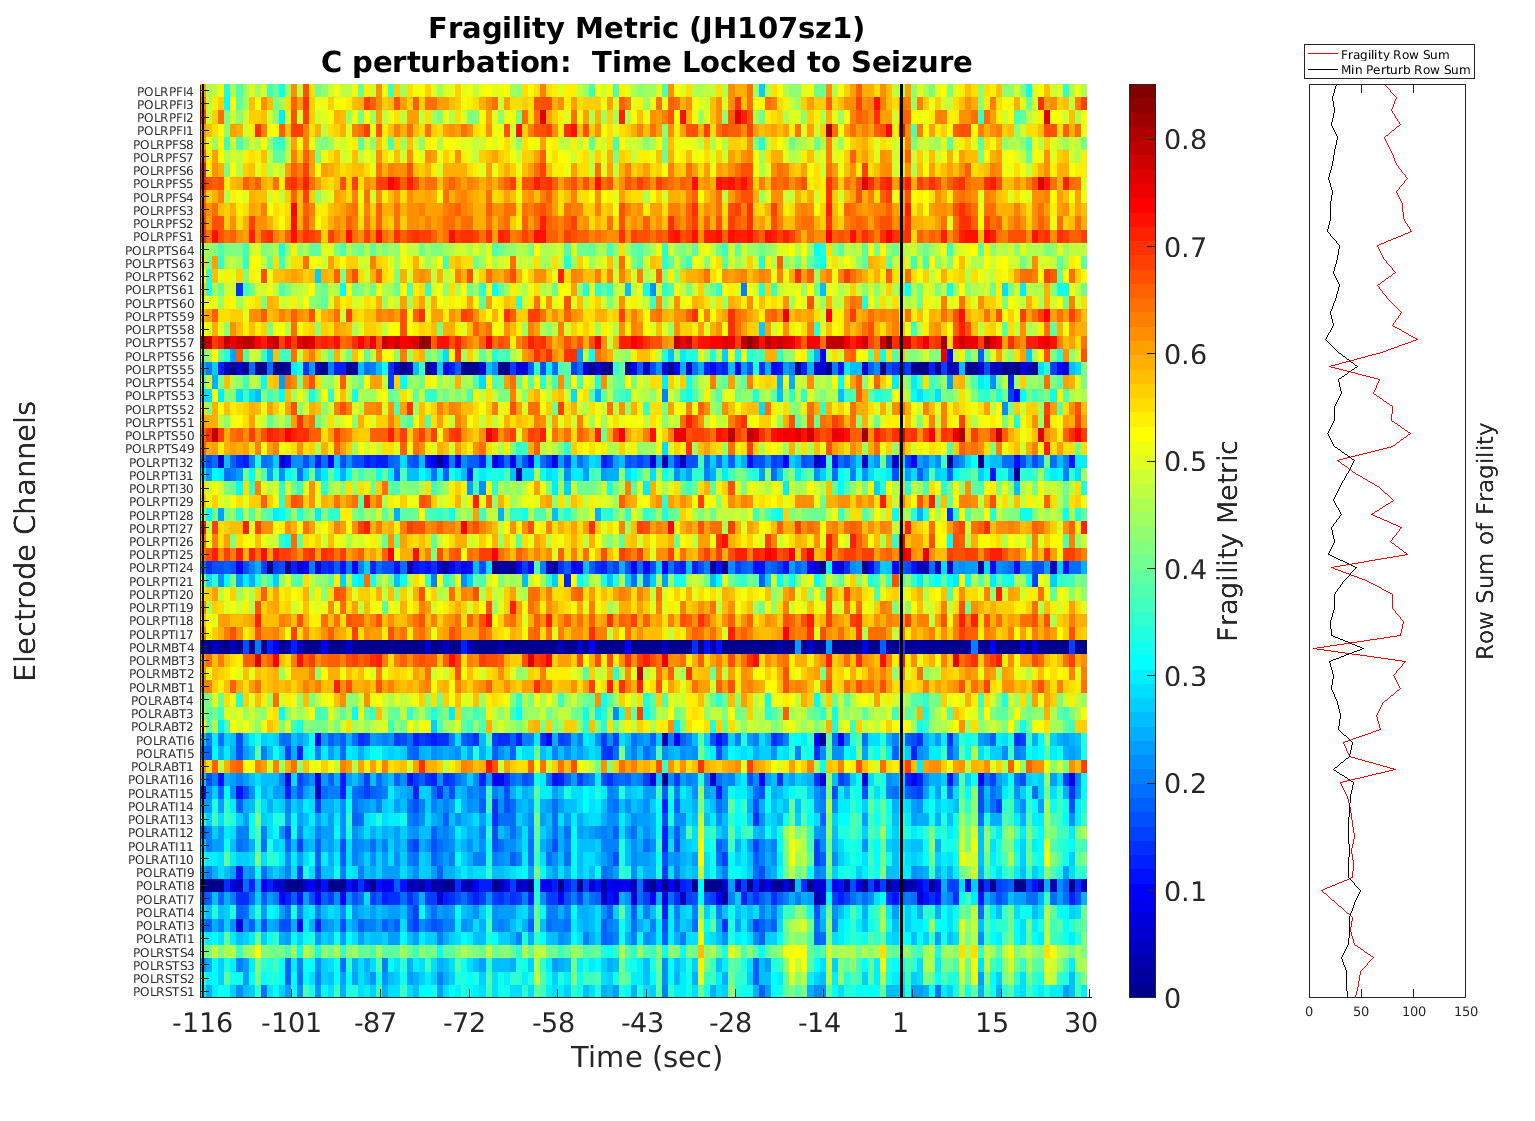 Fragility Metric (JH107sz1)
C perturbation:  Time Locked to Seizure
Fragility Row Sum
Min Perturb Row Sum
Electrode Channels
POLRPFI4
POLRPFI3
POLRPFI2
POLRPFI1
POLRPFS8
POLRPFS7
POLRPFS6
POLRPFS5
POLRPFS4
POLRPFS3
POLRPFS2
POLRPFS1
POLRPTS64
POLRPTS63
POLRPTS62
POLRPTS61
POLRPTS60
POLRPTS59
POLRPTS58
POLRPTS57
POLRPTS56
POLRPTS55
POLRPTS54
POLRPTS53
POLRPTS52
POLRPTS51
POLRPTS50
POLRPTS49
POLRPTI32
POLRPTI31
POLRPTI30
POLRPTI29
POLRPTI28
POLRPTI27
POLRPTI26
POLRPTI25
POLRPTI24
POLRPTI21
POLRPTI20
POLRPTI19
POLRPTI18
POLRPTI17
POLRMBT4
POLRMBT3
POLRMBT2
POLRMBT1
POLRABT4
POLRABT3
POLRABT2
POLRATI6
POLRATI5
POLRABT1
POLRATI16
POLRATI15
POLRATI14
POLRATI13
POLRATI12
POLRATI11
POLRATI10
POLRATI9
POLRATI8
POLRATI7
POLRATI4
POLRATI3
POLRATI1
POLRSTS4
POLRSTS3
POLRSTS2
POLRSTS1
-116 -101 -87 -72 -58 -43 -28 -14 1 15 30
Time (sec)
0.8
0.7
0.6
0.5
0.4
0.3
0.2
0.1
0
Fragility Metric
0 50 100 150
Row Sum of Fragility